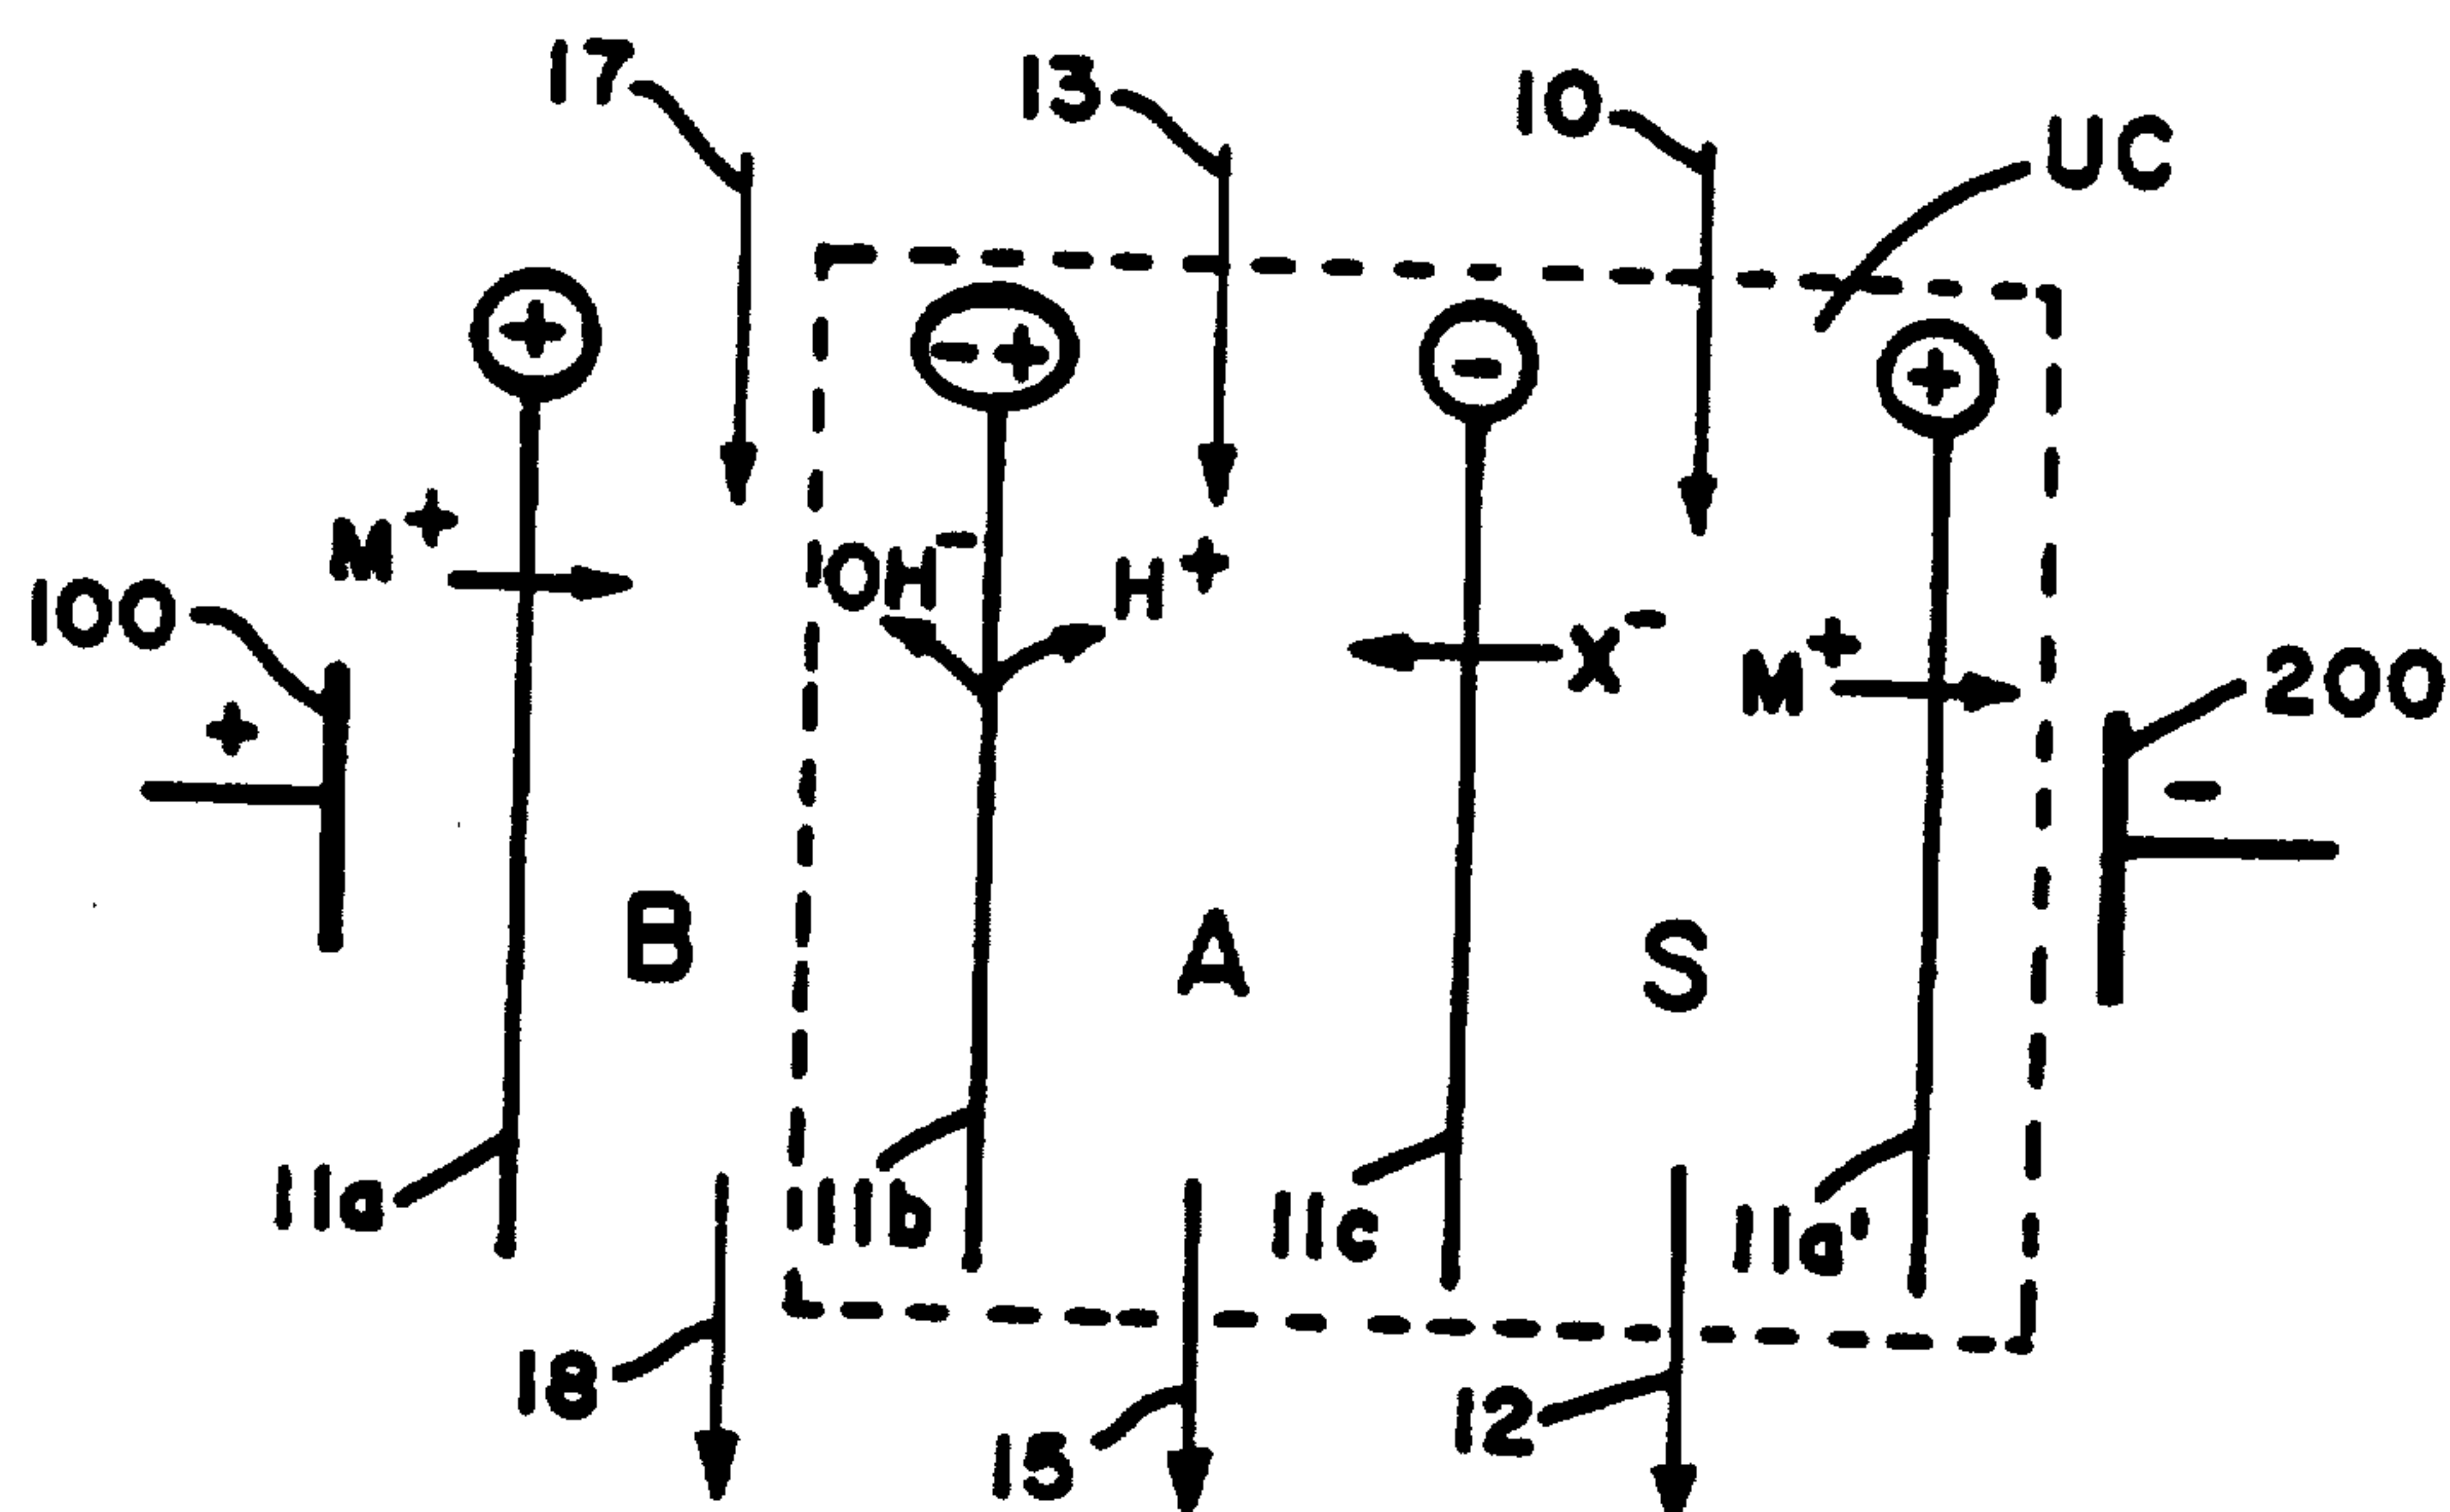 17
13
10
UC
+
- +
-
+
M+
OH-
H+
X-
M+
100
200
+
-
B
A
S
11a
11b
11c
11a'
18
15
12